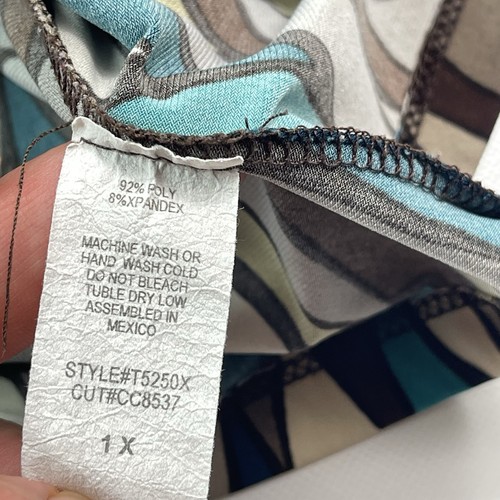 92% POLY
8%XPANDEX
MACHINE WASH OR
HAND WASH COLD
DO NOT BLEACH
TUBLE DRY LOW
ASSEMBLED IN
MEXICO
STYLE#T5250X
CUT#CC8537
1 X